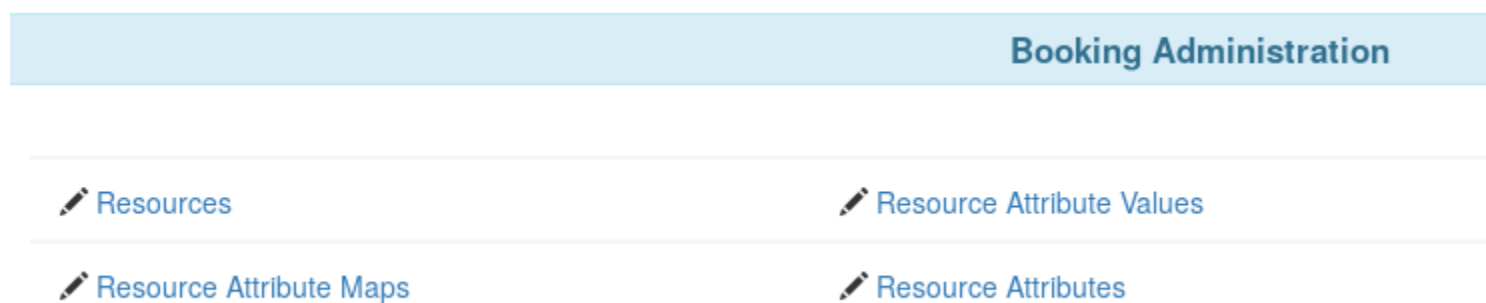 Booking Administration
Resources
Resource Attribute Values
Resource Attribute Maps
Resource Attributes